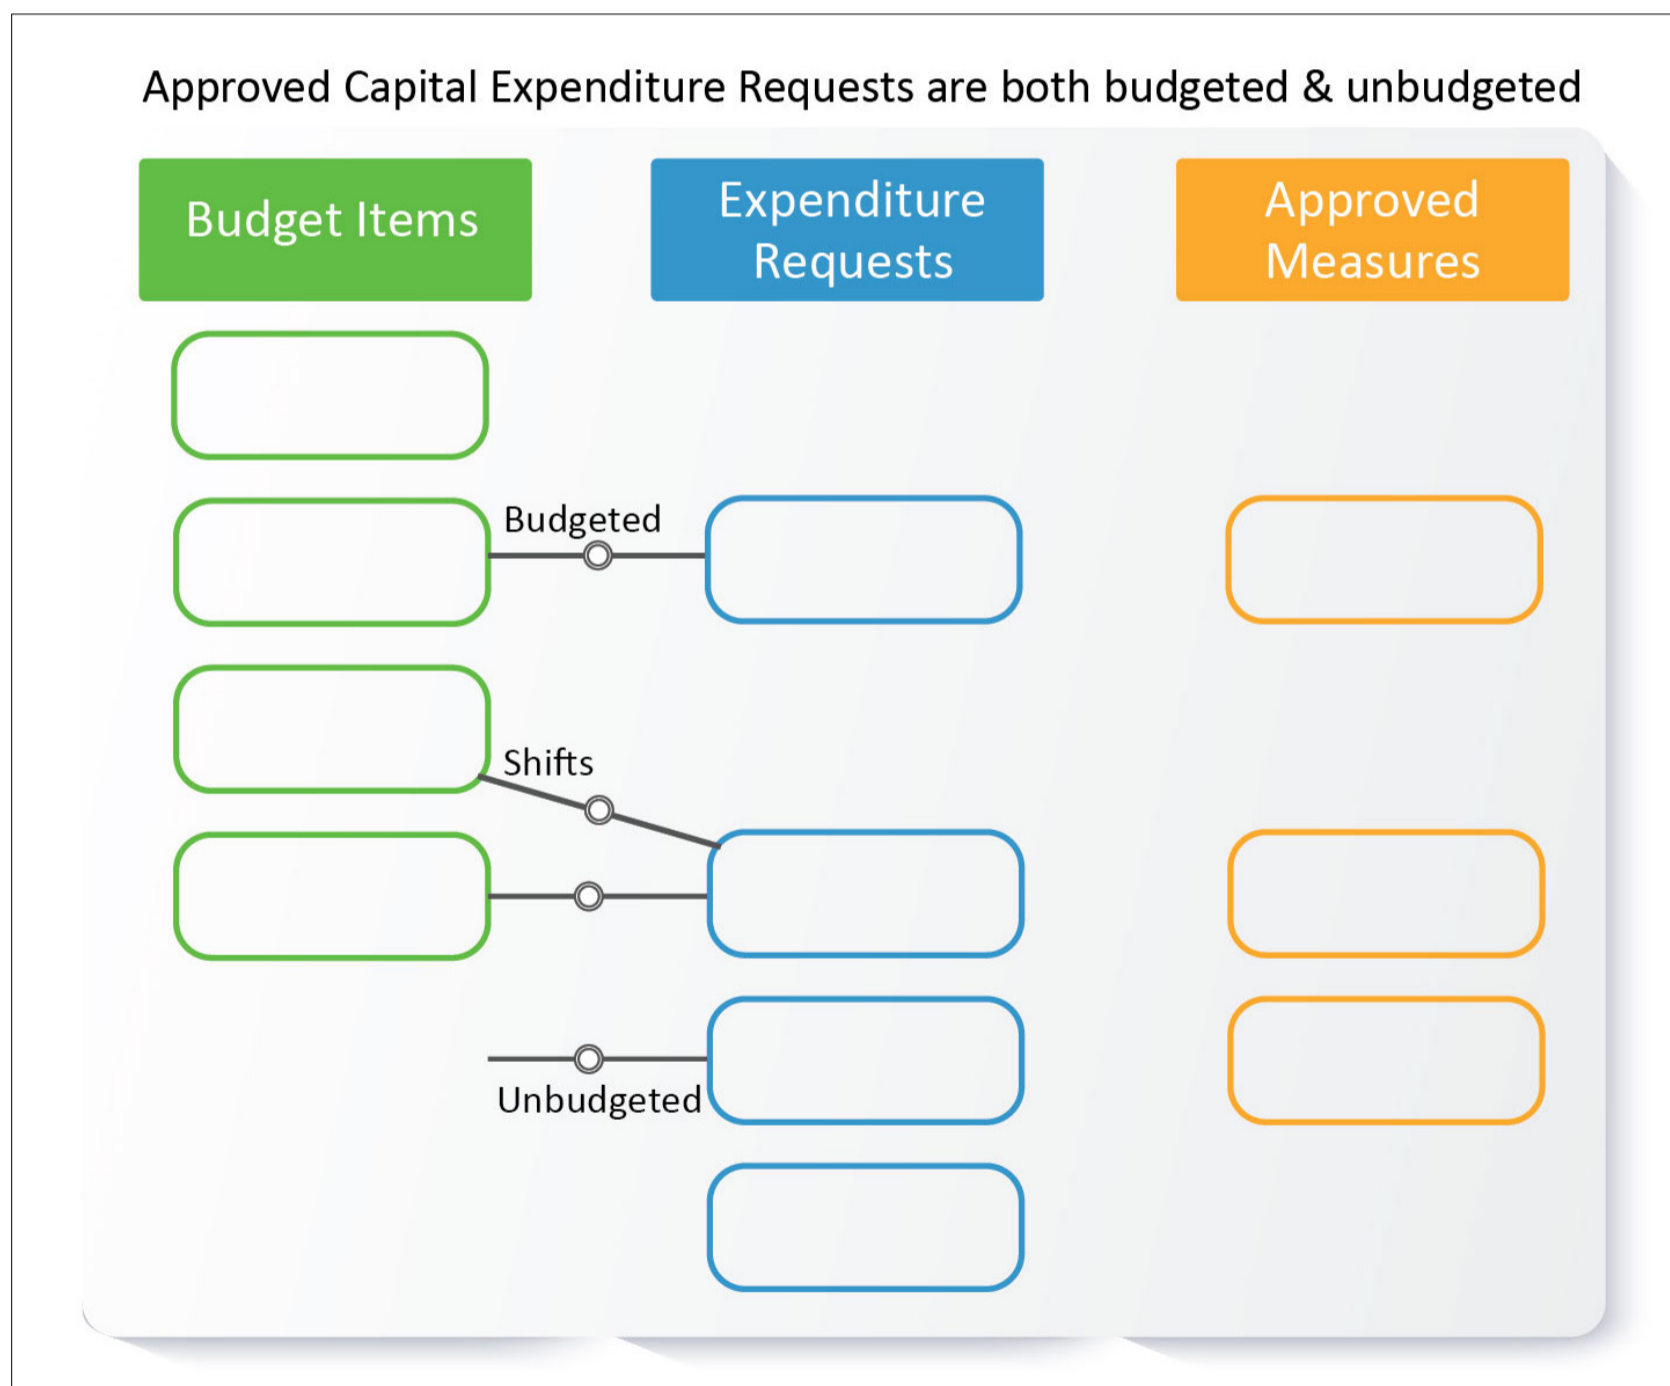 Approved Capital Expenditure Requests are both budgeted & unbudgeted
Budget Items
Expenditure
Requests
Approved
Measures
Budgeted
Shifts
Unbudgeted